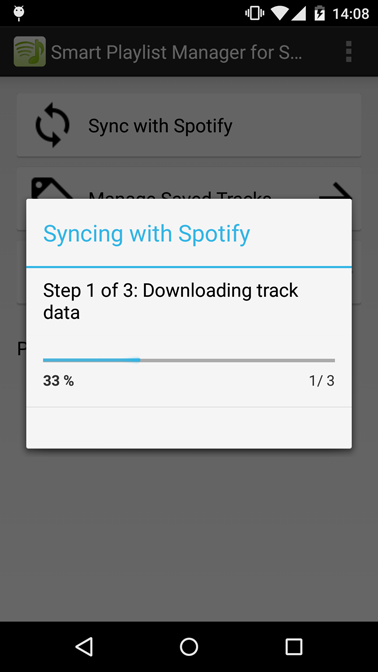 14:08
Smart Playlist Manager for S...
Sync with Spotify
Manage Saved Tracks
Syncing with Spotify
Step 1 of 3: Downloading track
data
33 %
1/ 3
P